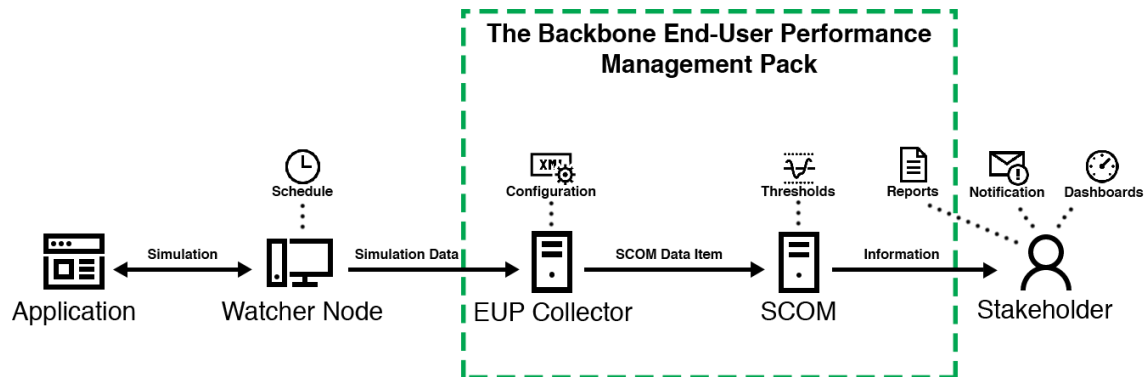 The Backbone End-User Performance
Management Pack
XML
Schedule
Configuration
Thresholds
Reports
Notification
Dashboards
Simulation
Simulation Data
SCOM Data Item
Information
Application
Watcher Node
EUP Collector
SCOM
Stakeholder